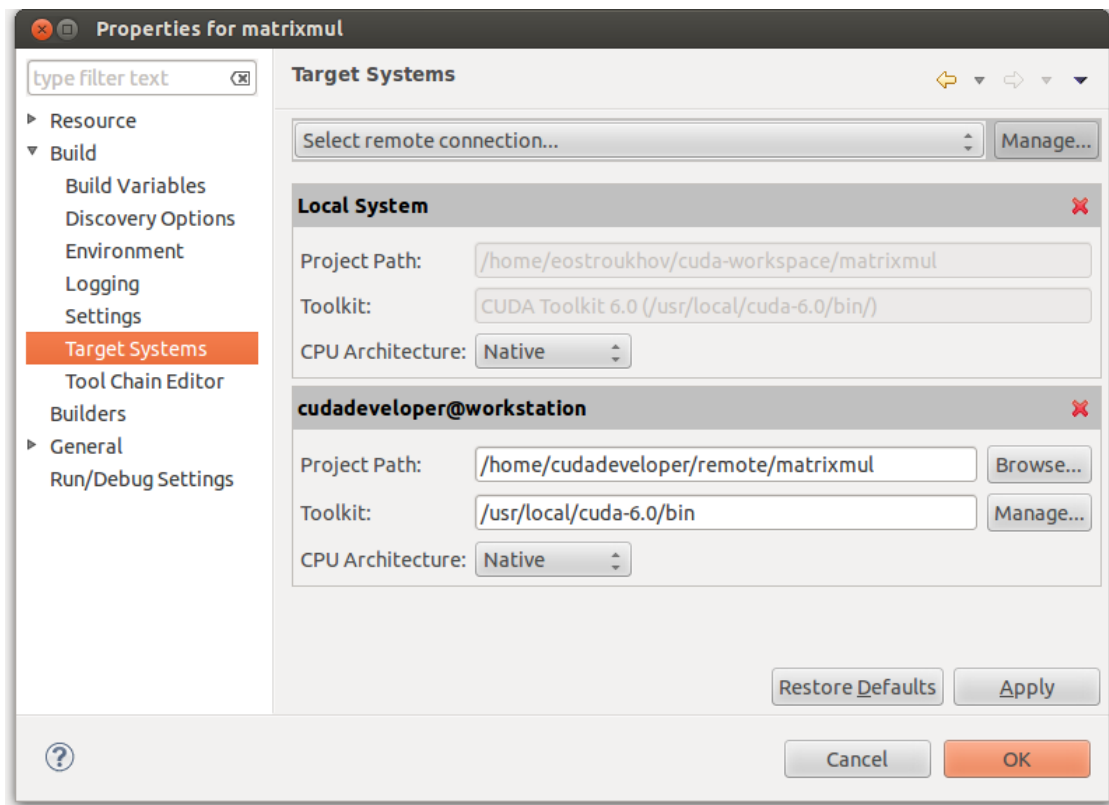 Properties for matrixmul
type filter text
Resource
Build
Build Variables
Discovery Options
Environment
Logging
Settings
Target Systems
Tool Chain Editor
Builders
General
Run/Debug Settings
Target Systems
Select remote connection... Manage...
Local System
Project Path: /home/eostroukhov/cuda-workspace/matrixmul
Toolkit: CUDA Toolkit 6.0 (/usr/local/cuda-6.0/bin/)
CPU Architecture: Native
cudadeveloper@workstation
Project Path: /home/cudadeveloper/remote/matrixmul Browse...
Toolkit: /usr/local/cuda-6.0/bin Manage...
CPU Architecture: Native
Restore Defaults Apply
? Cancel OK